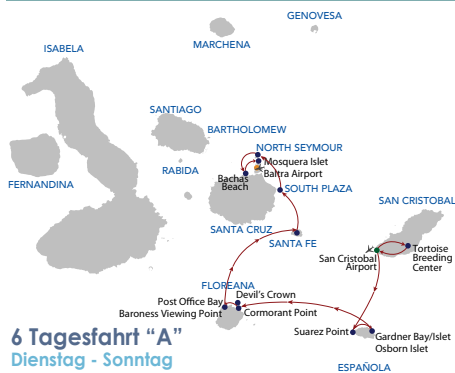 GENOVESA
MARCHENA
ISABELA
SANTIAGO
BARTHOLOMEW
NORTH SEYMOUR
Mosquera Islet
Baltra Airport
RABIDA
Bachas
Beach
FERNANDINA
SOUTH PLAZA
SAN CRISTOBAL
SANTA CRUZ
SANTA FE
San Cristobal
Airport
Tortoise
Breeding
Center
FLOREANA
Devil's Crown
Post Office Bay
Cormorant Point
Baroness Viewing Point
Suarez Point
Gardner Bay/Islet
Osborn Islet
ESPAÑOLA
6 Tagesfahrt “A”
Dienstag - Sonntag